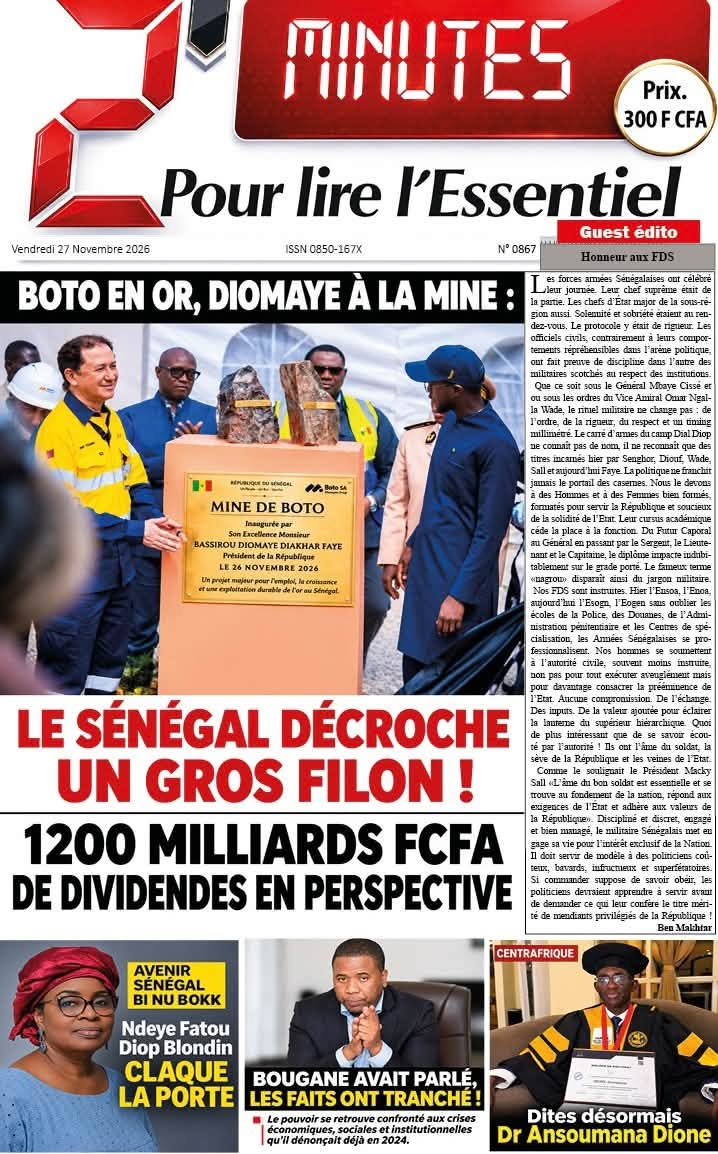 2' MINUTES
Prix.
300 F CFA
Pour lire l'Essentiel
Vendredi 27 Novembre 2026
ISSN 0850-167X
N° 0867
Guest édito
Honneur aux FDS
BOTO EN OR, DIOMAYE À LA MINE :
RÉPUBLIQUE DU SÉNÉGAL
Boto SA
MINE DE BOTO
Inaugurée par
Son Excellence Monsieur
BASSIROU DIOMAYE DIAKHAR FAYE
Président de la République
LE 26 NOVEMBRE 2026
Un projet majeur pour l'emploi, la croissance
et une exploitation durable de l'or au Sénégal.
LE SÉNÉGAL DÉCROCHE
UN GROS FILON !
1200 MILLIARDS FCFA
DE DIVIDENDES EN PERSPECTIVE
Les forces armées Sénégalaises ont célébré
leur journée. Leur chef suprême était de
la partie. Les chefs d'État major de la sous-ré-
gion aussi. Solennité et sobriété étaient au ren-
dez-vous. Le protocole y était de rigueur. Les
officiels civils, contrairement à leurs compor-
tements répréhensibles dans l'arène politique,
ont fait preuve de discipline dans l'autre des
militaires scotchés au respect des institutions.
Que ce soit sous le Général Mbaye Cissé et
ou sous les ordres du Vice Amiral Omar Ngal-
la Wade, le rituel militaire ne change pas : de
l'ordre, de la rigueur, du respect et un timing
millimétré. Le carré d'armes du camp Dial Diop
ne connaît pas de nom, il ne reconnaît que des
titres incarnés hier par Senghor, Diouf, Wade,
Sall et aujourd'hui Faye. La politique ne franchit
jamais le portail des casernes. Nous le devons
à des Hommes et à des Femmes bien formés,
formatés pour servir la République et soucieux
de la solidité de l'Etat. Leur cursus académique
cède la place à la fonction. Du Futur Caporal
au Général en passant par le Sergent, le Lieute-
nant et le Capitaine, le diplôme impacte indubi-
tablement sur le grade porté. Le fameux terme
«nagrou» disparaît ainsi du jargon militaire.
Nos FDS sont instruites. Hier l'Ensoa, l'Enoa,
aujourd'hui l'Esogn, l'Eogen sans oublier les
écoles de la Police, des Douanes, de l'Admi-
nistration pénitentiaire et les Centres de spé-
cialisation, les Armées Sénégalaises se pro-
fessionnalisent. Nos hommes se soumettent
à l'autorité civile, souvent moins instruite,
non pas pour tout exécuter aveuglément mais
pour davantage consacrer la prééminence de
l'Etat. Aucune compromission. De l'échange.
Des inputs. De la valeur ajoutée pour éclairer
la lanterne du supérieur hiérarchique. Quoi
de plus intéressant que de se savoir écou-
té par l'autorité ! Ils ont l'âme du soldat, la
sève de la République et les veines de l'Etat.
Comme le soulignait le Président Macky
Sall «L'âme du bon soldat est essentielle et se
trouve au fondement de la nation, répond aux
exigences de l'État et adhère aux valeurs de
la République». Discipliné et discret, engagé
et bien managé, le militaire Sénégalais met en
gage sa vie pour l'intérêt exclusif de la Nation.
Il doit servir de modèle à des politiciens coû-
teux, bavards, infructueux et superfétatoires.
Si commander suppose de savoir obéir, les
politiciens devraient apprendre à servir avant
de demander ce qui leur confère le titre méri-
té de mendiants privilégiés de la République !
Ben Makhtar
AVENIR
SÉNÉGAL
BI NU BOKK
Ndeye Fatou
Diop Blondin
CLAQUE
LA PORTE
BOUGANE AVAIT PARLÉ,
LES FAITS ONT TRANCHÉ !
Le pouvoir se retrouve confronté aux crises
économiques, sociales et institutionnelles
qu'il dénonçait déjà en 2024.
CENTRAFRIQUE
Dites désormais
Dr Ansoumana Dione